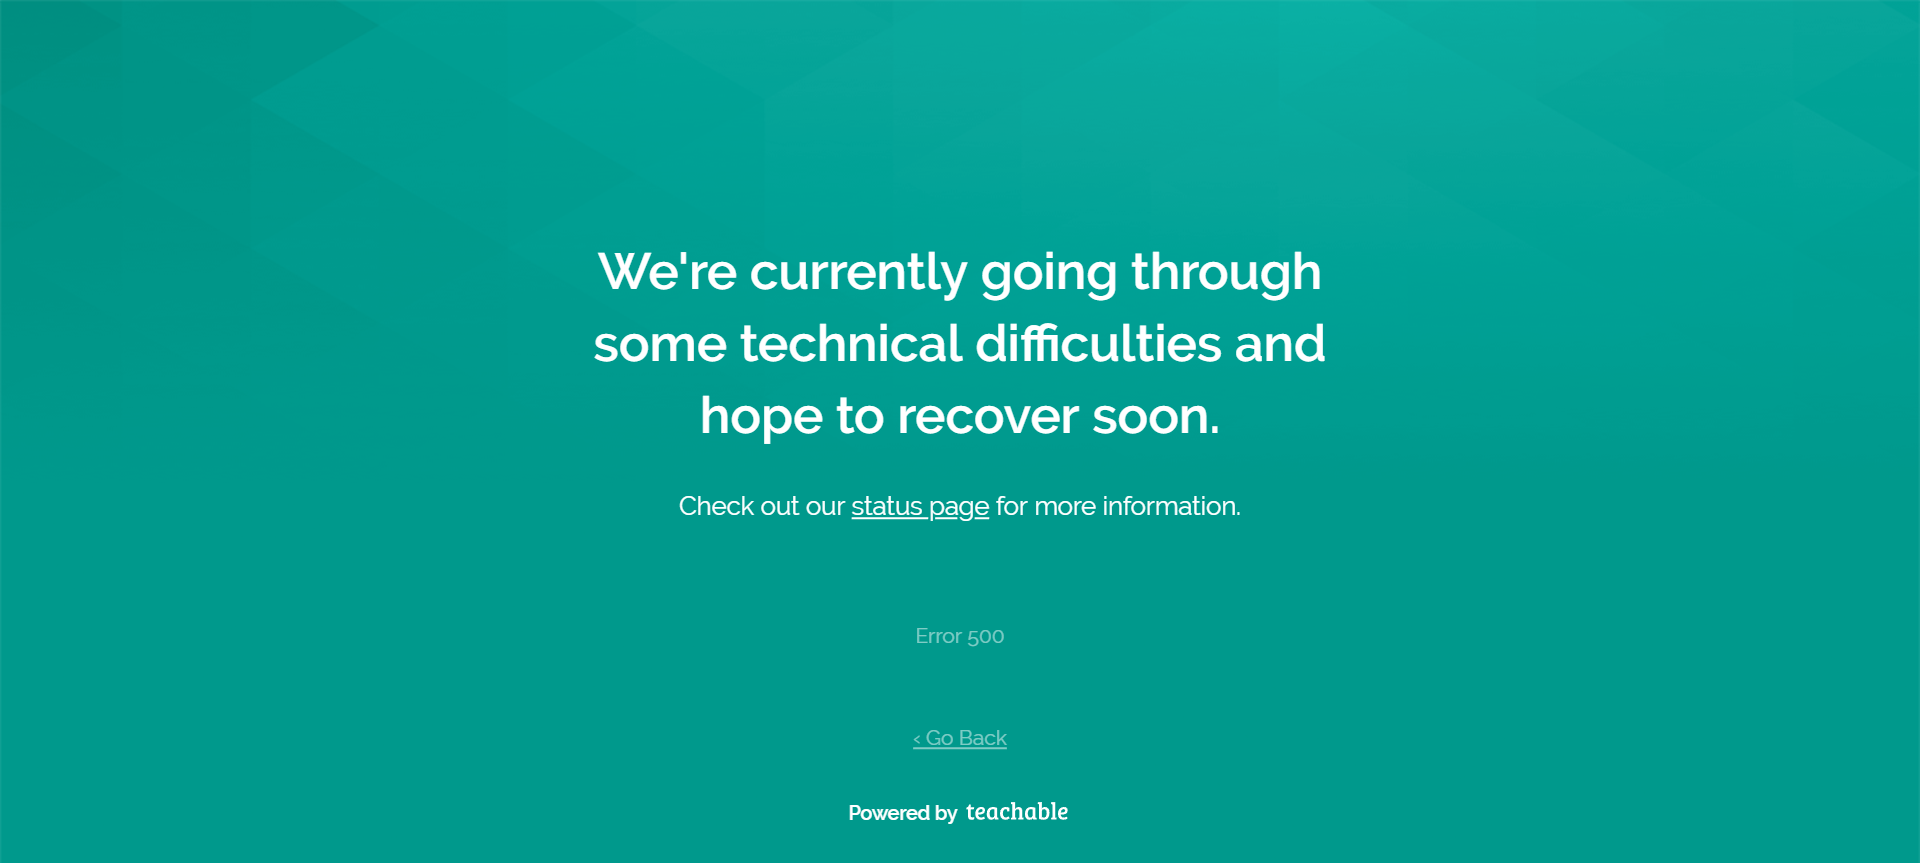 We're currently going through
some technical difficulties and
hope to recover soon.
Check out our status page for more information.
Error 500
< Go Back
Powered by teachable